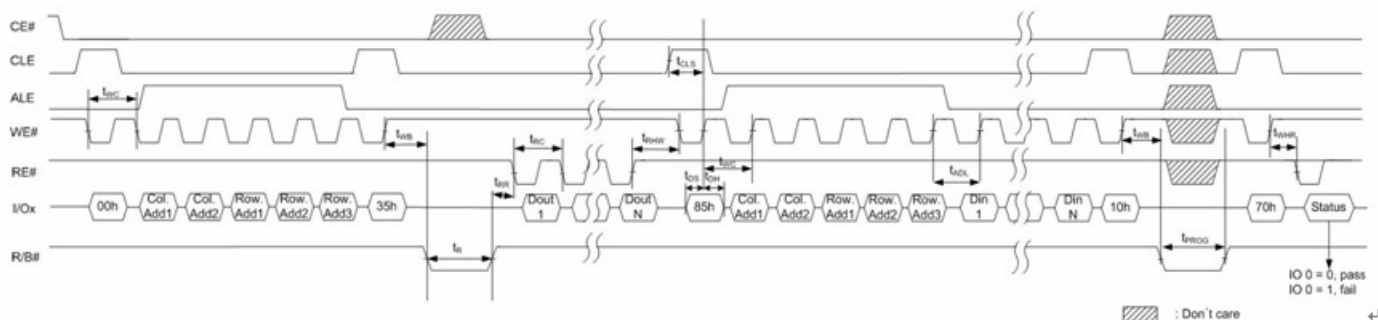 CE#
CLE
tCLS
ALE
tWC
WE#
tWB
tRC
tRHW
tWC
tADL
tWB
tWHR
RE#
tRR
tDS
tDH
I/Ox
00h
Col. Add1
Col. Add2
Row. Add1
Row. Add2
Row. Add3
35h
Dout 1
Dout N
85h
Col. Add1
Col. Add2
Row. Add1
Row. Add2
Row. Add3
Din 1
Din N
10h
70h
Status
R/B#
tR
tPROG
IO 0 = 0, pass
IO 0 = 1, fail
: Don´t care